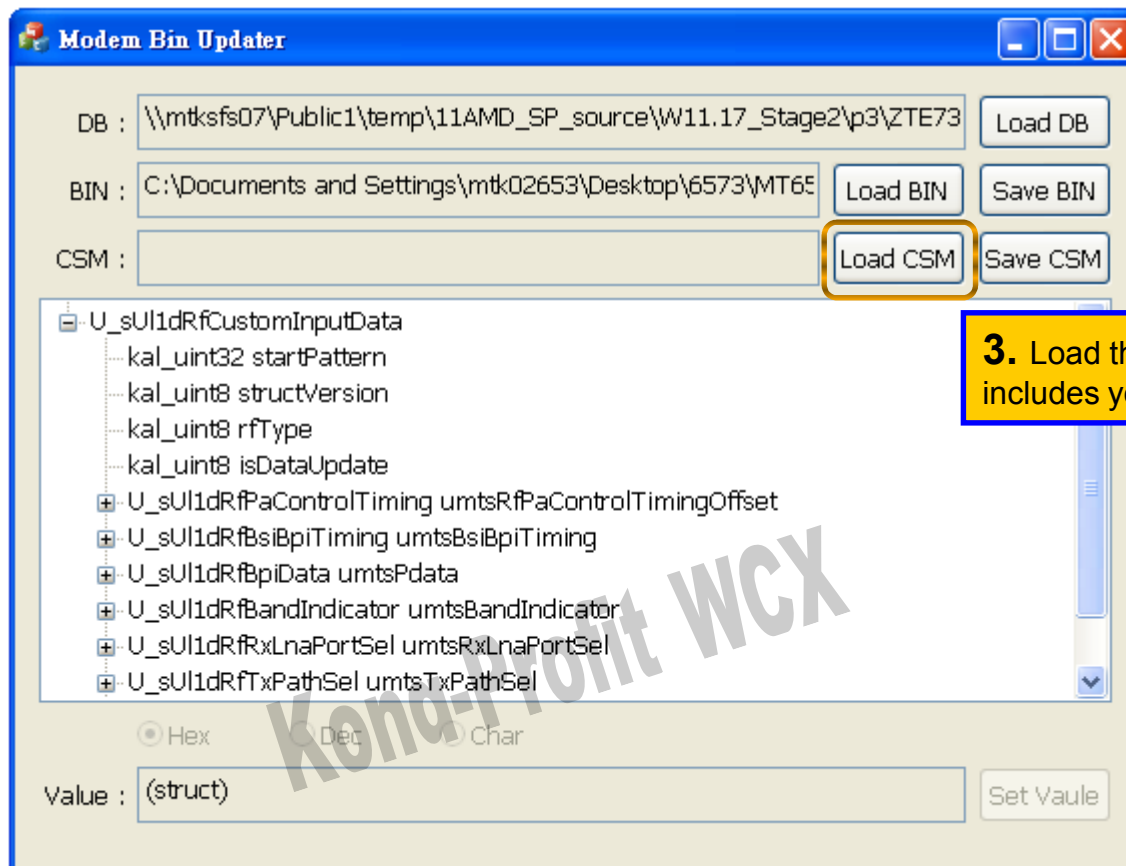 Modem Bin Updater
DB : \\mtksfs07\Public1\temp\11AMD_SP_source\W11.17_Stage2\p3\ZTE73 Load DB
BIN : C:\Documents and Settings\mtk02653\Desktop\6573\MT65 Load BIN Save BIN
CSM : Load CSM Save CSM
U_sUl1dRfCustomInputData
kal_uint32 startPattern
kal_uint8 structVersion
kal_uint8 rfType
kal_uint8 isDataUpdate
U_sUl1dRfPaControlTiming umtsRfPaControlTimingOffset
U_sUl1dRfBsiBpiTiming umtsBsiBpiTiming
U_sUl1dRfBpiData umtsPdata
U_sUl1dRfBandIndicator umtsBandIndicator
U_sUl1dRfRxLnaPortSel umtsRxLnaPortSel
U_sUl1dRfTxPathSel umtsTxPathSel
3. Load th
includes yo
Kona-Profit WCX
Hex Dec Char
Value : (struct) Set Vaule